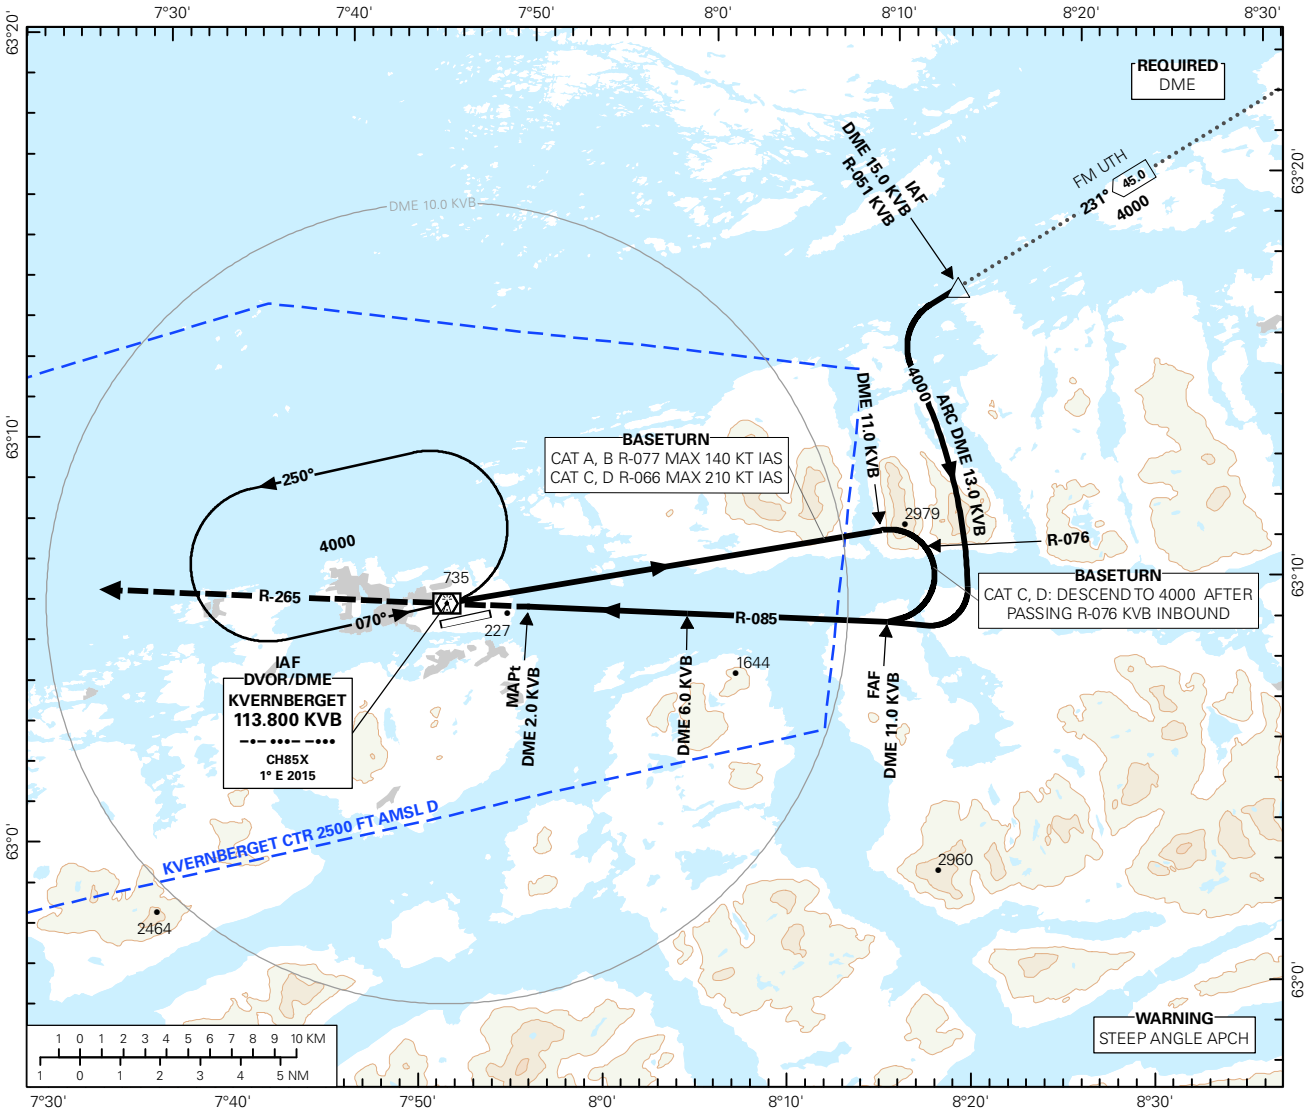 7°30'
7°40'
7°50'
8°0'
8°10'
8°20'
8°30'
63°20'
REQUIRED
DME
63°20'
FM UTH
45.0
231°
4000
IAF
DME 15.0 KVB
R-051 KVB
DME 10.0 KVB
4000
ARC DME 13.0 KVB
DME 11.0 KVB
63°10'
BASETURN
CAT A, B R-077 MAX 140 KT IAS
CAT C, D R-066 MAX 210 KT IAS
250°
2979
R-076
4000
63°10'
735
BASETURN
CAT C, D: DESCEND TO 4000 AFTER
PASSING R-076 KVB INBOUND
R-265
070°
227
R-085
IAF
DVOR/DME
KVERNBERGET
113.800 KVB
CH85X
1° E 2015
MAPt
DME 2.0 KVB
DME 6.0 KVB
1644
FAF
DME 11.0 KVB
KVERNBERGET CTR 2500 FT AMSL D
63°0'
2960
2464
63°0'
WARNING
STEEP ANGLE APCH
1 0 1 2 3 4 5 6 7 8 9 10 KM
1 0 1 2 3 4 5 NM
7°30'
7°40'
7°50'
8°0'
8°10'
8°20'
8°30'